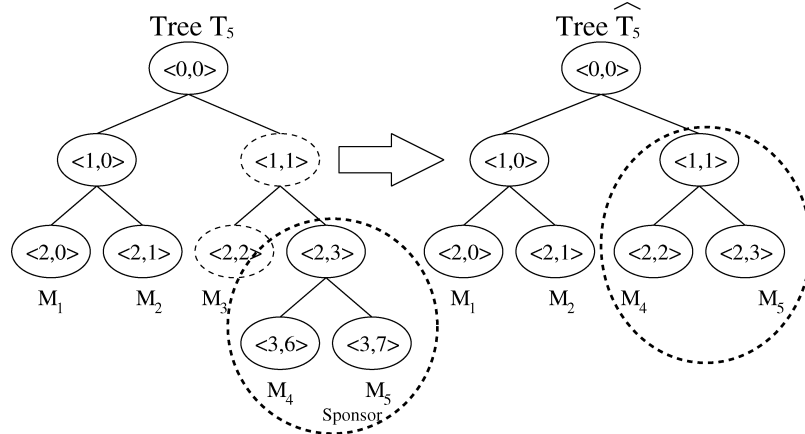 Tree T5 Tree T̂5
<0,0> <0,0>
<1,0> <1,1> <1,0> <1,1>
<2,0> <2,1> <2,2> <2,3> <2,0> <2,1> <2,2> <2,3>
M1 M2 M3 M1 M2 M4 M5
<3,6> <3,7>
M4 M5
Sponsor